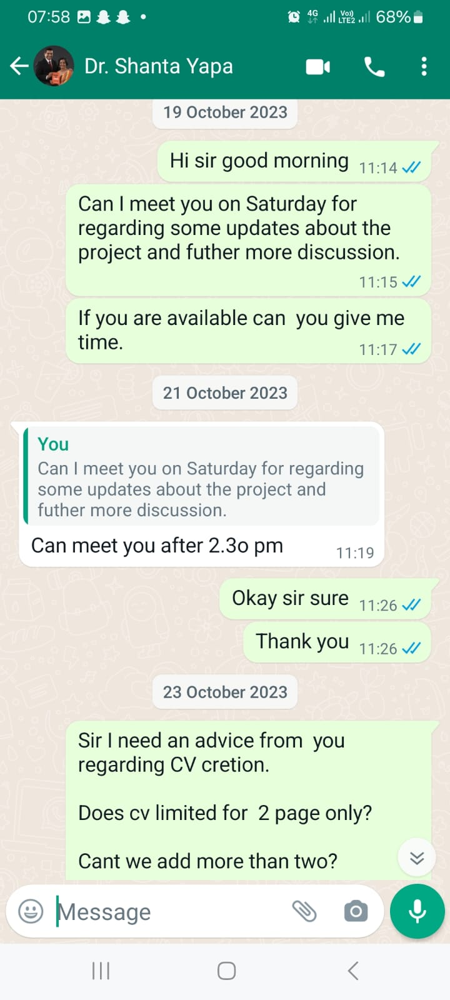 07:58 4G Vo)) LTE2 68%
Dr. Shanta Yapa
19 October 2023
Hi sir good morning 11:14
Can I meet you on Saturday for
regarding some updates about the
project and futher more discussion.
11:15
If you are available can you give me
time. 11:17
21 October 2023
You
Can I meet you on Saturday for regarding
some updates about the project and
futher more discussion.
Can meet you after 2.3o pm 11:19
Okay sir sure 11:26
Thank you 11:26
23 October 2023
Sir I need an advice from you
regarding CV cretion.
Does cv limited for 2 page only?
Cant we add more than two?
Message